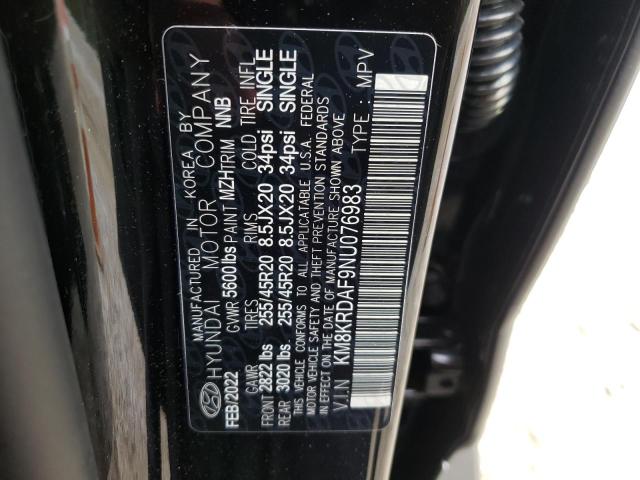 MANUFACTURED IN KOREA BY
HYUNDAI MOTOR COMPANY
FEB/2022 GVWR 5600lbs PAINT MZH TRIM NNB
GAWR TIRES RIMS COLD TIRE INFL
FRONT 2822 lbs 255/45R20 8.5JX20 34psi SINGLE
REAR 3020 lbs. 255/45R20 8.5JX20 34psi SINGLE
THIS VEHICLE CONFORMS TO ALL APPLICABLE U.S.A. FEDERAL
MOTOR VEHICLE SAFETY AND THEFT PREVENTION STANDARDS
IN EFFECT ON THE DATE OF MANUFACTURE SHOWN ABOVE
V.I.N KM8KRDAF9NU076983 TYPE : MPV